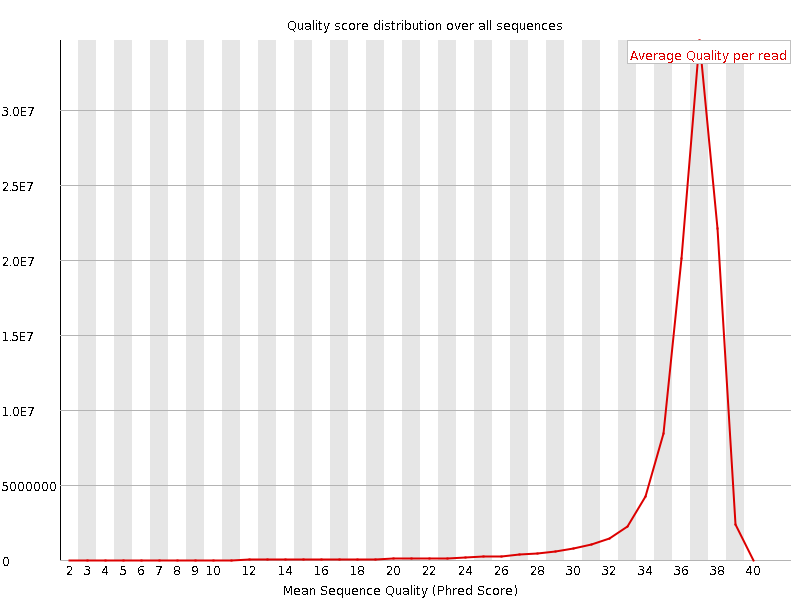 Quality score distribution over all sequences
Average Quality per read
3.0E7
2.5E7
2.0E7
1.5E7
1.0E7
5000000
0
2 3 4 5 6 7 8 9 10 12 14 16 18 20 22 24 26 28 30 32 34 36 38 40
Mean Sequence Quality (Phred Score)